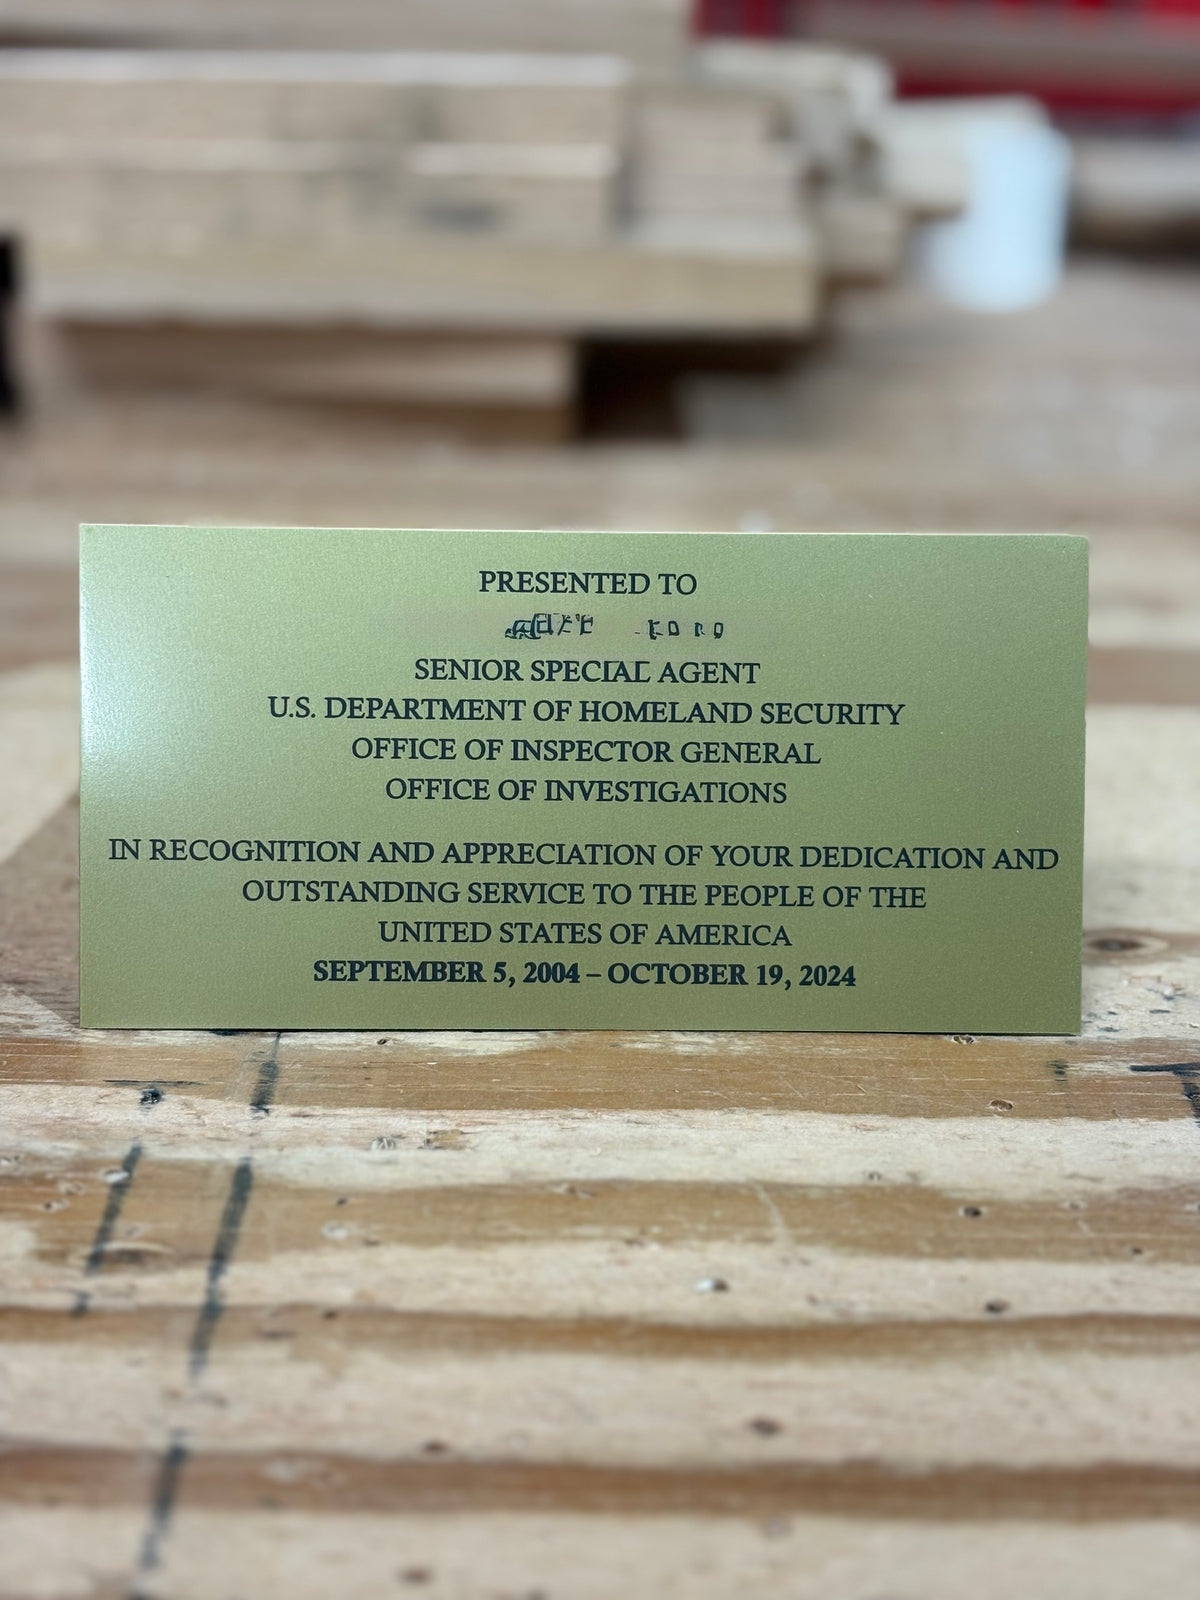 PRESENTED TO
SENIOR SPECIAL AGENT
U.S. DEPARTMENT OF HOMELAND SECURITY
OFFICE OF INSPECTOR GENERAL
OFFICE OF INVESTIGATIONS
IN RECOGNITION AND APPRECIATION OF YOUR DEDICATION AND
OUTSTANDING SERVICE TO THE PEOPLE OF THE
UNITED STATES OF AMERICA
SEPTEMBER 5, 2004 – OCTOBER 19, 2024